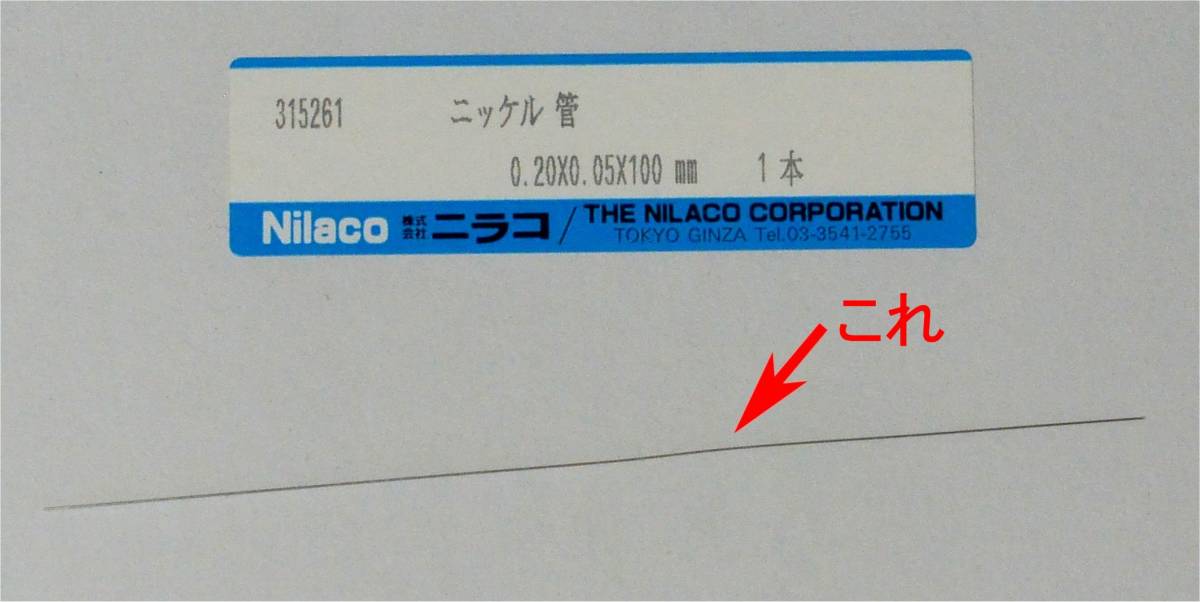 315261 ニッケル 管
0.20X0.05X100 mm 1 本
Nilaco 株式会社 ニラコ / THE NILACO CORPORATION
TOKYO GINZA Tel.03-3541-2755
これ